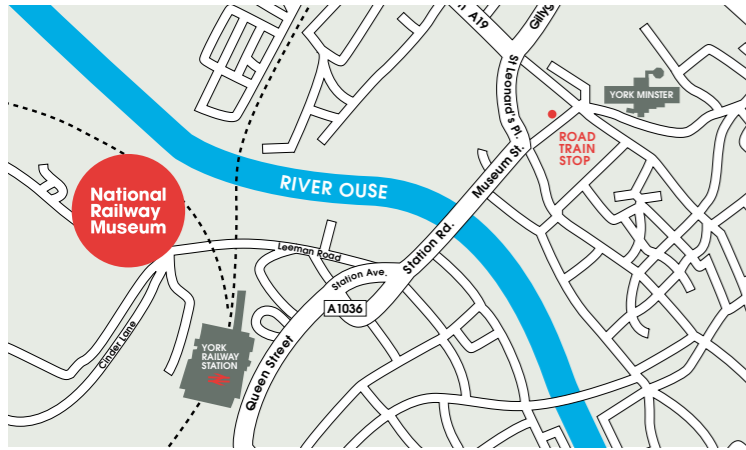 A19
St Leonard's Pl.
YORK MINSTER
ROAD
TRAIN
STOP
Museum St.
RIVER OUSE
National
Railway
Museum
Station Rd.
Leeman Road
Station Ave.
A1036
Cinder Lane
YORK
RAILWAY
STATION
Queen Street